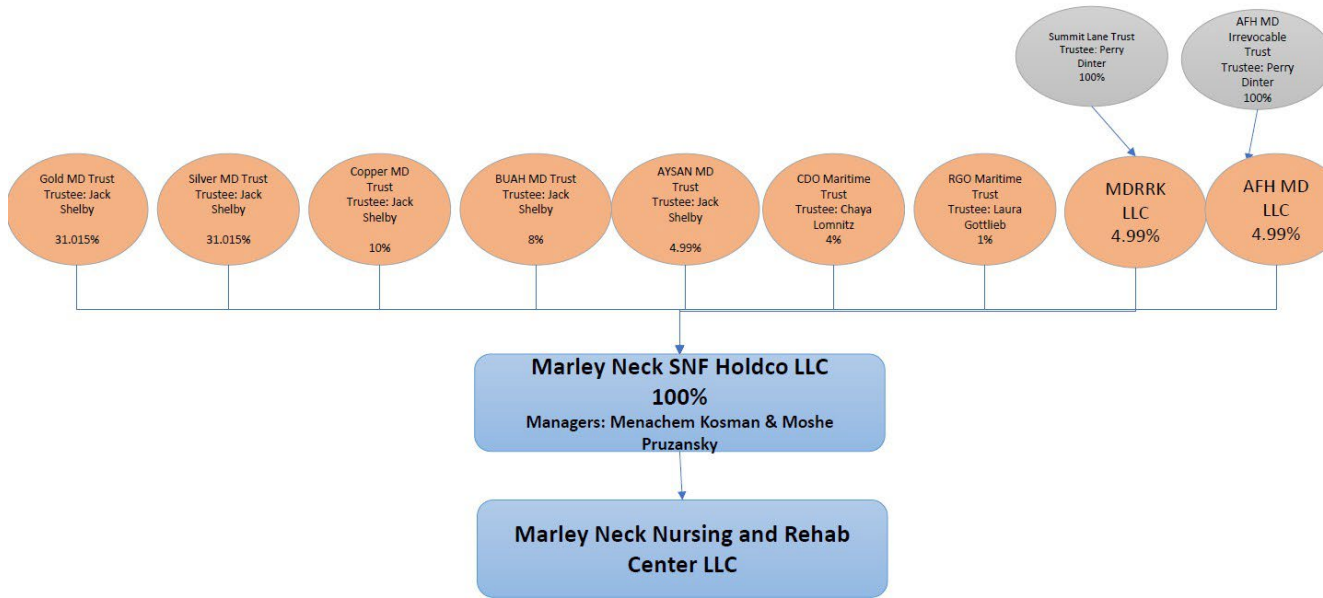 Summit Lane Trust
Trustee: Perry
Dinter
100%
AFH MD
Irrevocable
Trust
Trustee: Perry
Dinter
100%
Gold MD Trust
Trustee: Jack
Shelby
31.015%
Silver MD Trust
Trustee: Jack
Shelby
31.015%
Copper MD
Trust
Trustee: Jack
Shelby
10%
BUAH MD Trust
Trustee: Jack
Shelby
8%
AYSAN MD
Trust
Trustee: Jack
Shelby
4.99%
CDO Maritime
Trust
Trustee: Chaya
Lomnitz
4%
RGO Maritime
Trust
Trustee: Laura
Gottlieb
1%
MDRRK
LLC
4.99%
AFH MD
LLC
4.99%
Marley Neck SNF Holdco LLC
100%
Managers: Menachem Kosman & Moshe
Pruzansky
Marley Neck Nursing and Rehab
Center LLC